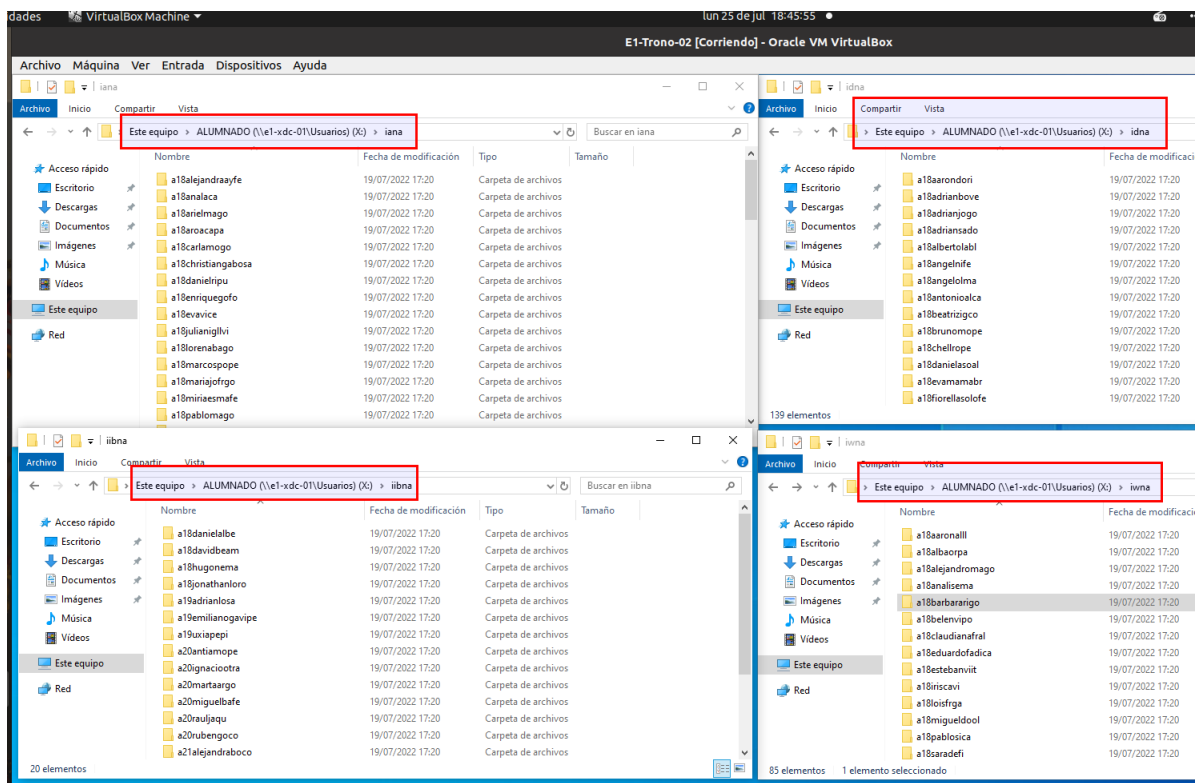 idades VirtualBox Machine lun 25 de jul 18:45:55
E1-Trono-02 [Corriendo] - Oracle VM VirtualBox
Archivo Máquina Ver Entrada Dispositivos Ayuda
iana
Archivo Inicio Compartir Vista
Este equipo > ALUMNADO (\\e1-xdc-01\Usuarios) (X:) > iana Buscar en iana
Nombre Fecha de modificación Tipo Tamaño
Acceso rápido
Escritorio
Descargas
Documentos
Imágenes
Música
Vídeos
Este equipo
Red
a18alejandraayfe 19/07/2022 17:20 Carpeta de archivos
a18analaca 19/07/2022 17:20 Carpeta de archivos
a18arielmago 19/07/2022 17:20 Carpeta de archivos
a18aroacapa 19/07/2022 17:20 Carpeta de archivos
a18carlamogo 19/07/2022 17:20 Carpeta de archivos
a18christiangabosa 19/07/2022 17:20 Carpeta de archivos
a18danielripu 19/07/2022 17:20 Carpeta de archivos
a18enriquegofo 19/07/2022 17:20 Carpeta de archivos
a18evavice 19/07/2022 17:20 Carpeta de archivos
a18julianigllvi 19/07/2022 17:20 Carpeta de archivos
a18lorenabago 19/07/2022 17:20 Carpeta de archivos
a18marcospope 19/07/2022 17:20 Carpeta de archivos
a18mariajofrgo 19/07/2022 17:20 Carpeta de archivos
a18miriaesmafe 19/07/2022 17:20 Carpeta de archivos
a18pablomago 19/07/2022 17:20 Carpeta de archivos
idna
Archivo Inicio Compartir Vista
Este equipo > ALUMNADO (\\e1-xdc-01\Usuarios) (X:) > idna
Nombre Fecha de modificaci
Acceso rápido
Escritorio
Descargas
Documentos
Imágenes
Música
Vídeos
Este equipo
Red
a18aarondori 19/07/2022 17:20
a18adrianbove 19/07/2022 17:20
a18adrianjogo 19/07/2022 17:20
a18adriansado 19/07/2022 17:20
a18albertolabl 19/07/2022 17:20
a18angelnife 19/07/2022 17:20
a18angelolma 19/07/2022 17:20
a18antonioalca 19/07/2022 17:20
a18beatrizigco 19/07/2022 17:20
a18brunomope 19/07/2022 17:20
a18chellrope 19/07/2022 17:20
a18danielasoal 19/07/2022 17:20
a18evamamabr 19/07/2022 17:20
a18fiorellasolofe 19/07/2022 17:20
139 elementos
iibna
Archivo Inicio Compartir Vista
Este equipo > ALUMNADO (\\e1-xdc-01\Usuarios) (X:) > iibna Buscar en iibna
Nombre Fecha de modificación Tipo Tamaño
Acceso rápido
Escritorio
Descargas
Documentos
Imágenes
Música
Vídeos
Este equipo
Red
a18danielalbe 19/07/2022 17:20 Carpeta de archivos
a18davidbeam 19/07/2022 17:20 Carpeta de archivos
a18hugonema 19/07/2022 17:20 Carpeta de archivos
a18jonathanloro 19/07/2022 17:20 Carpeta de archivos
a19adrianlosa 19/07/2022 17:20 Carpeta de archivos
a19emilianogavipe 19/07/2022 17:20 Carpeta de archivos
a19uxiapepi 19/07/2022 17:20 Carpeta de archivos
a20antiamope 19/07/2022 17:20 Carpeta de archivos
a20ignaciootra 19/07/2022 17:20 Carpeta de archivos
a20martaargo 19/07/2022 17:20 Carpeta de archivos
a20miguelbafe 19/07/2022 17:20 Carpeta de archivos
a20rauljaqu 19/07/2022 17:20 Carpeta de archivos
a20rubengoco 19/07/2022 17:20 Carpeta de archivos
a21alejandraboco 19/07/2022 17:20 Carpeta de archivos
20 elementos
iwna
Archivo Inicio Compartir Vista
Este equipo > ALUMNADO (\\e1-xdc-01\Usuarios) (X:) > iwna
Nombre Fecha de modificaci
Acceso rápido
Escritorio
Descargas
Documentos
Imágenes
Música
Vídeos
Este equipo
Red
a18aaronalll 19/07/2022 17:20
a18albaorpa 19/07/2022 17:20
a18alejandromago 19/07/2022 17:20
a18analisema 19/07/2022 17:20
a18barbararigo 19/07/2022 17:20
a18belenvipo 19/07/2022 17:20
a18claudianafral 19/07/2022 17:20
a18eduardofadica 19/07/2022 17:20
a18estebanviit 19/07/2022 17:20
a18iriscavi 19/07/2022 17:20
a18loisfrga 19/07/2022 17:20
a18migueldool 19/07/2022 17:20
a18pablosica 19/07/2022 17:20
a18saradefi 19/07/2022 17:20
85 elementos 1 elemento seleccionado